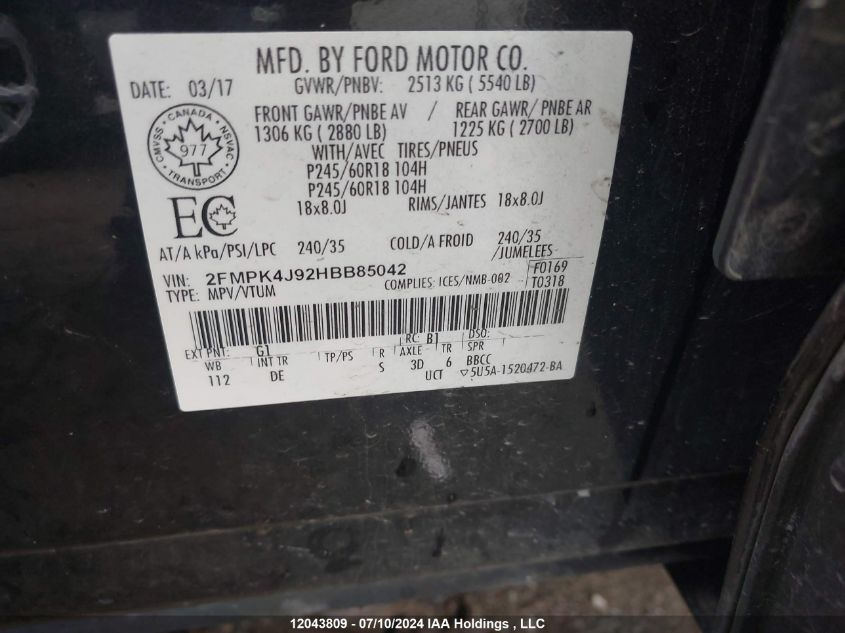 MFD. BY FORD MOTOR CO.
DATE: 03/17 GVWR/PNBV: 2513 KG ( 5540 LB)
FRONT GAWR/PNBE AV / REAR GAWR/ PNBE AR
1306 KG ( 2880 LB) 1225 KG ( 2700 LB)
WITH/AVEC TIRES/PNEUS
P245/60R18 104H
P245/60R18 104H
18x8.0J RIMS/JANTES 18x8.0J
CMVSS CANADA NSVAC
977
TRANSPORT
EC
AT/A kPa/PSI/LPC 240/35 COLD/A FROID 240/35
/JUMELEES
VIN: 2FMPK4J92HBB85042 F0169
TYPE: MPV/VTUM COMPLIES: ICES/NMB-002 T0318
EXT PNT: G1 RC: B1 DSO:
WB INT TR TP/PS R AXLE TR SPR
112 DE S 3D 6 BBCC
UCT ▽5U5A-1520472-BA
12043809 - 07/10/2024 IAA Holdings , LLC